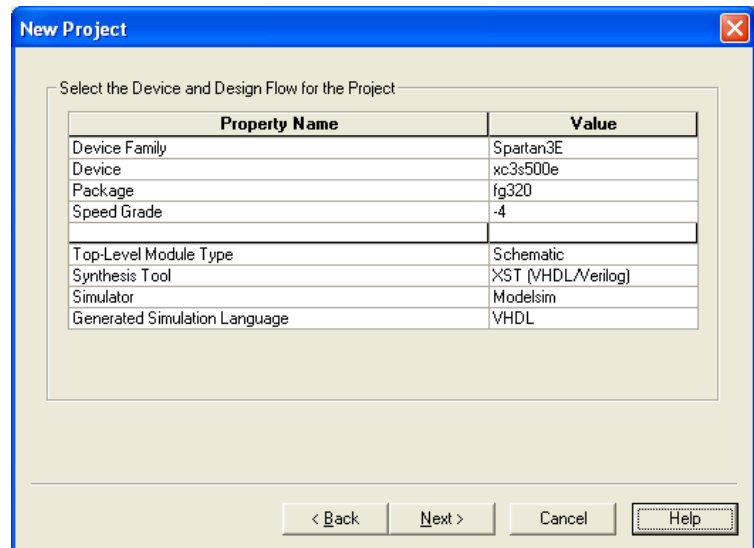 New Project
Select the Device and Design Flow for the Project
Property Name Value
Device Family Spartan3E
Device xc3s500e
Package fg320
Speed Grade -4
Top-Level Module Type Schematic
Synthesis Tool XST (VHDL/Verilog)
Simulator Modelsim
Generated Simulation Language VHDL
< Back Next > Cancel Help